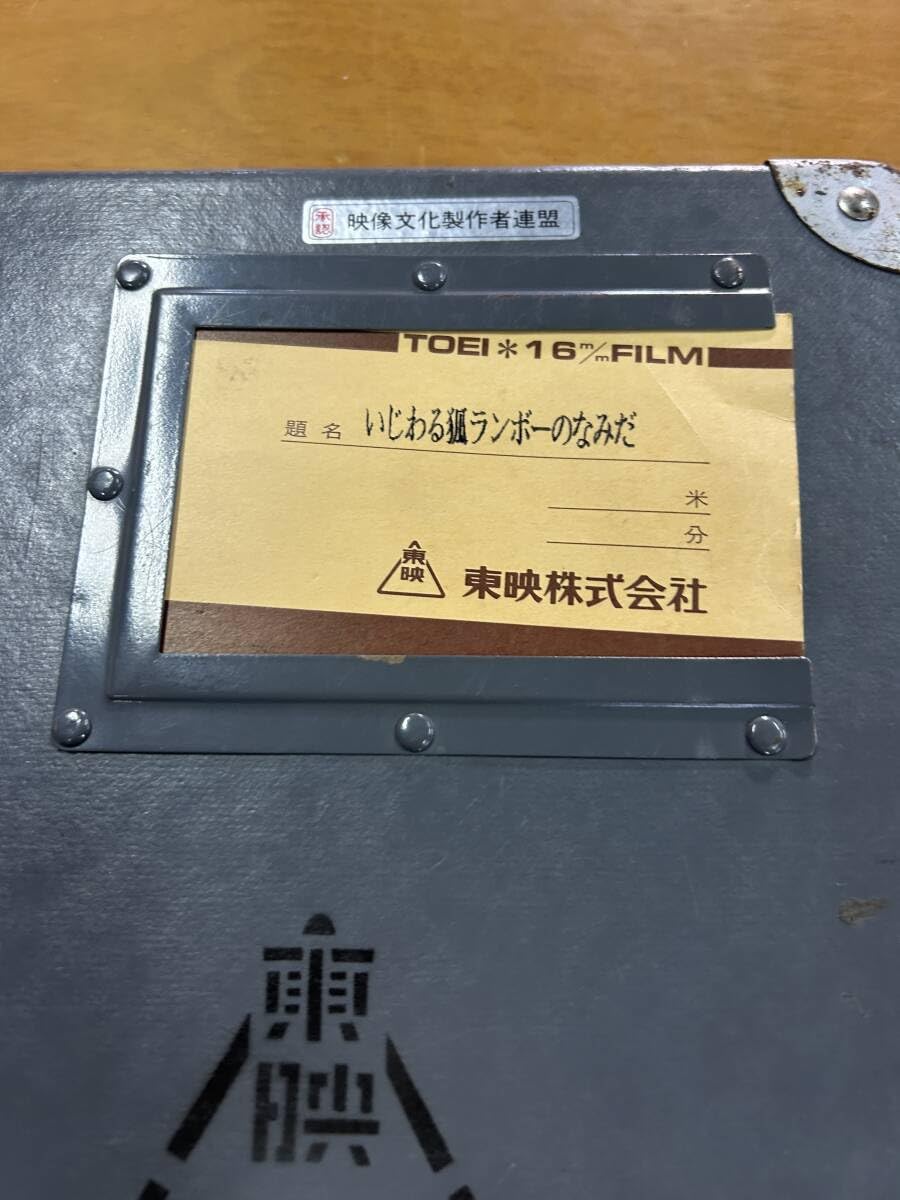 承認 映像文化製作者連盟
TOEI＊16m/mFILM
題名 いじわる狐ランボーのなみだ
米
分
東映 東映株式会社
東映